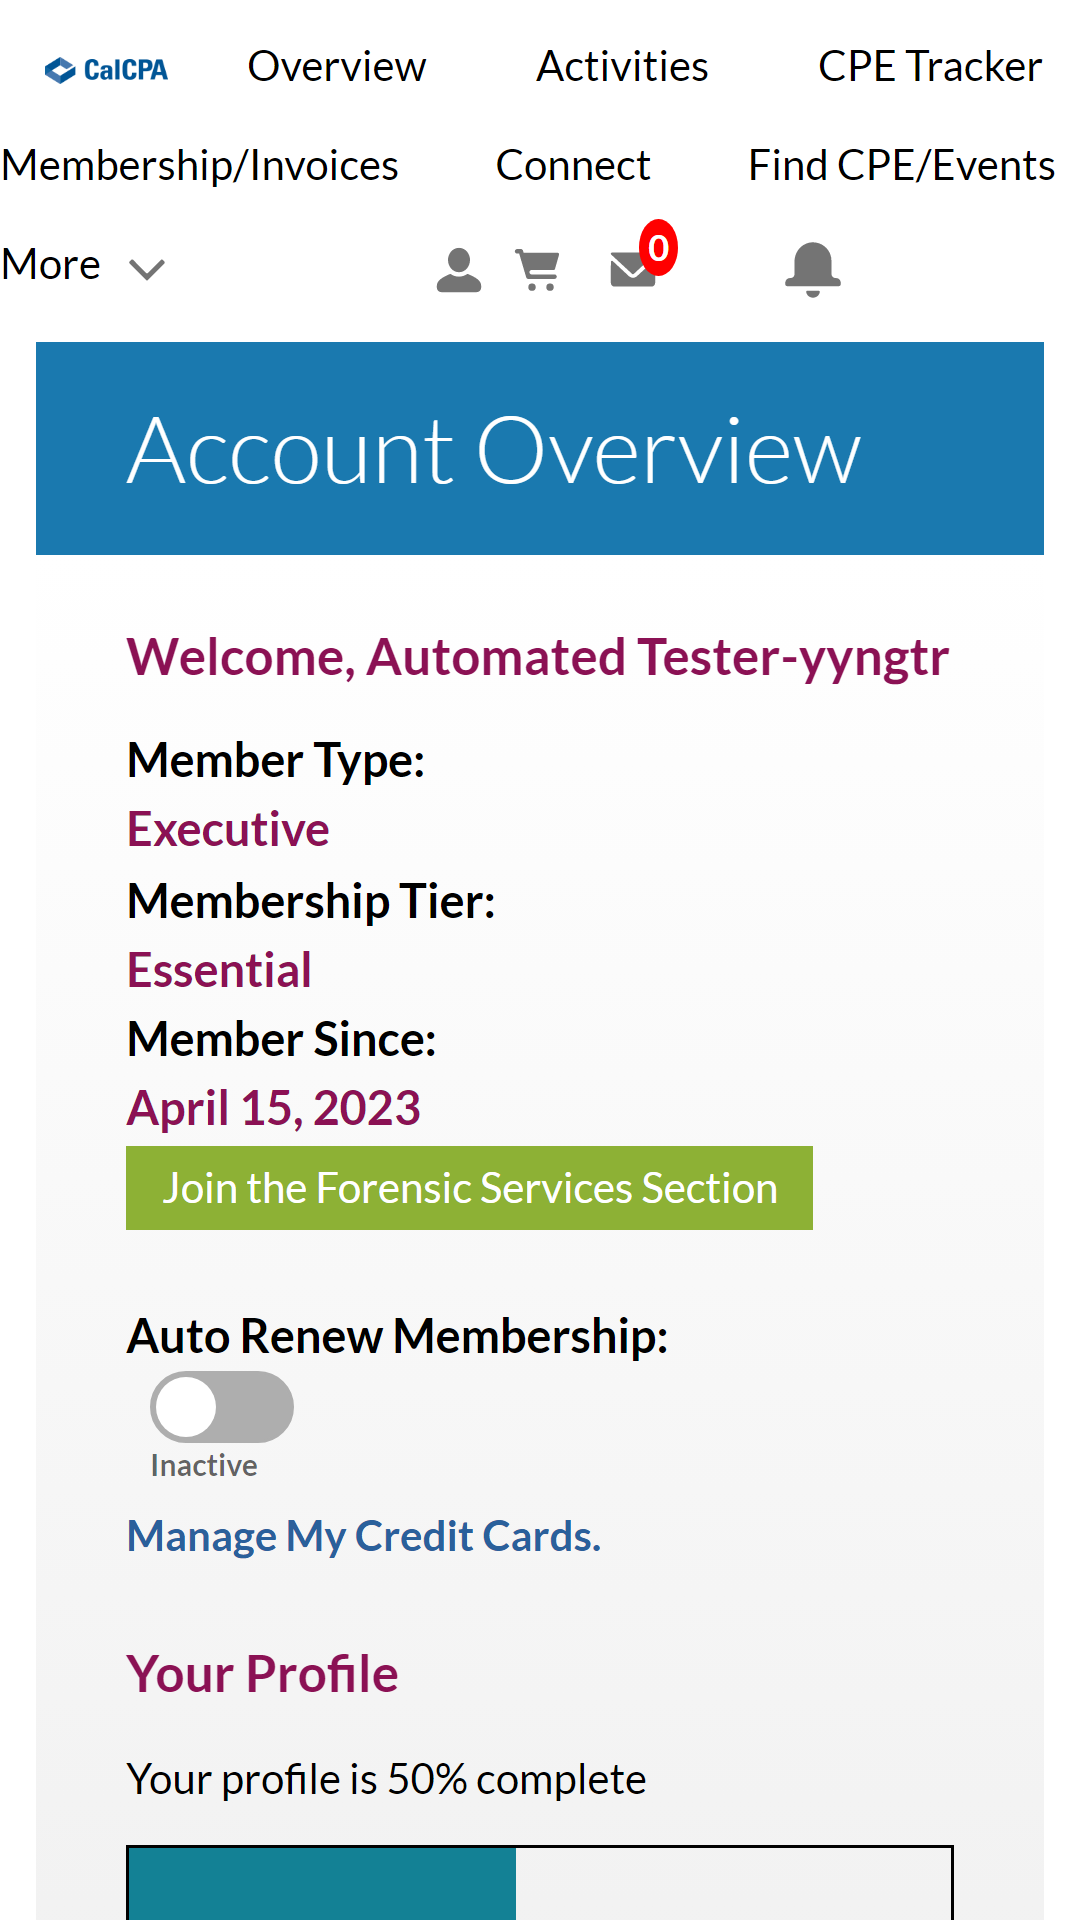 CalCPA Overview Activities CPE Tracker
Membership/Invoices Connect Find CPE/Events
More 0
Account Overview
Welcome, Automated Tester-yyngtr
Member Type:
Executive
Membership Tier:
Essential
Member Since:
April 15, 2023
Join the Forensic Services Section
Auto Renew Membership:
Inactive
Manage My Credit Cards.
Your Profile
Your profile is 50% complete